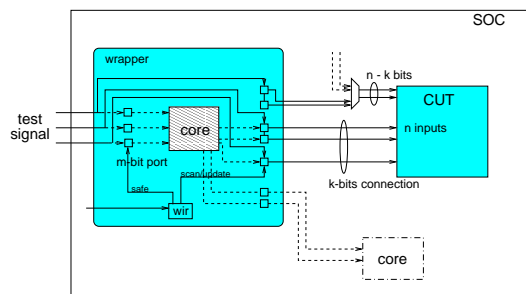 SOC
wrapper
n - k bits
CUT
test
signal
core
n inputs
m-bit port
k-bits connection
safe
scan/update
wir
core